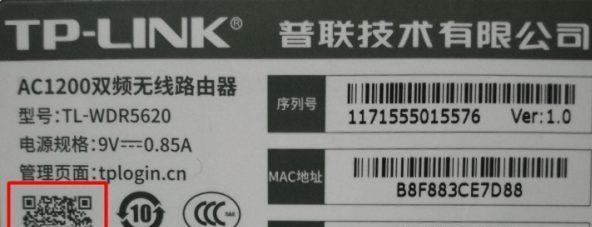 TP-LINK® 普联技术有限公司
AC1200双频无线路由器
型号:TL-WDR5620
电源规格:9V⎓0.85A
管理页面:tplogin.cn
序列号
1171555015576 Ver:1.0
MAC地址
B8F883CE7D88
10
CCC